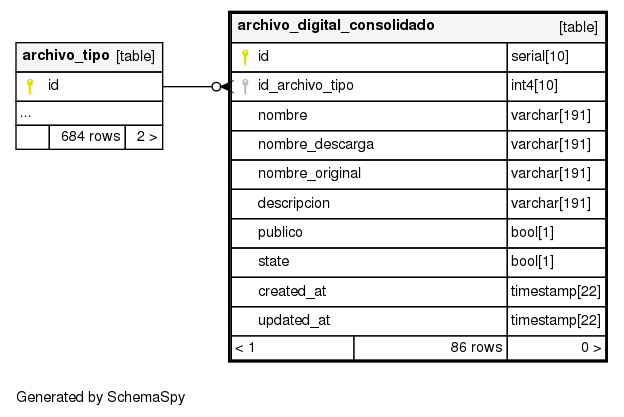 archivo_tipo [table]
id
...
684 rows 2 >
archivo_digital_consolidado [table]
id serial[10]
id_archivo_tipo int4[10]
nombre varchar[191]
nombre_descarga varchar[191]
nombre_original varchar[191]
descripcion varchar[191]
publico bool[1]
state bool[1]
created_at timestamp[22]
updated_at timestamp[22]
< 1 86 rows 0 >
Generated by SchemaSpy